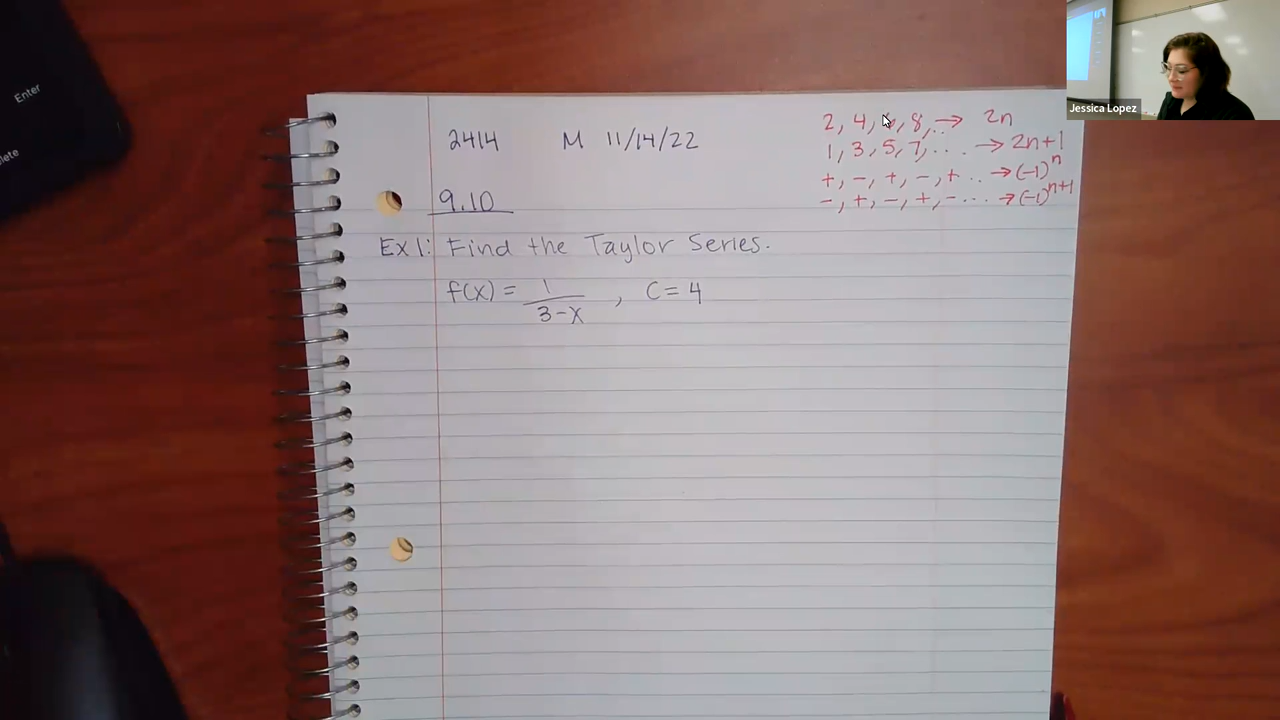 Enter
lete
Jessica Lopez
2414 M 11/14/22
2, 4, 6, 8, ... → 2n
1, 3, 5, 7, ... → 2n+1
+, -, +, -, + ... → (-1)^n
-, +, -, +, - ... → (-1)^{n+1}
9.10
Ex 1: Find the Taylor Series.
f(x) = 1/(3-x) , C = 4